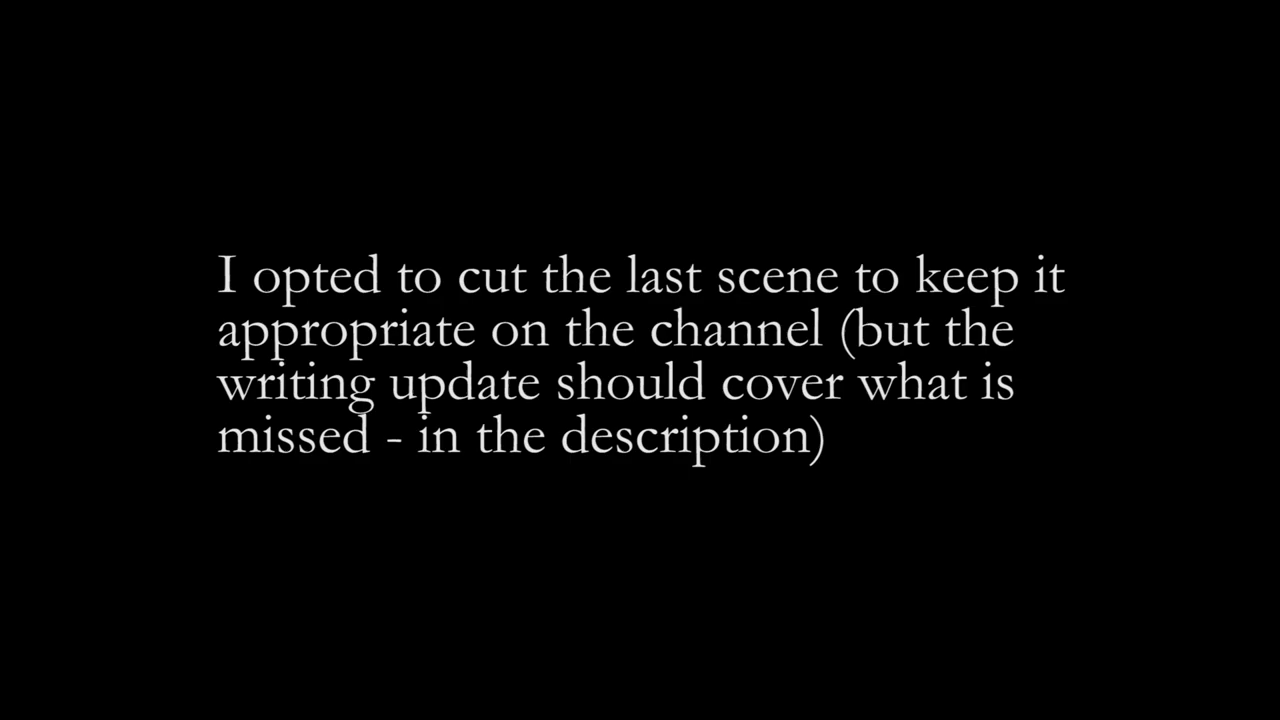 I opted to cut the last scene to keep it
appropriate on the channel (but the
writing update should cover what is
missed - in the description)